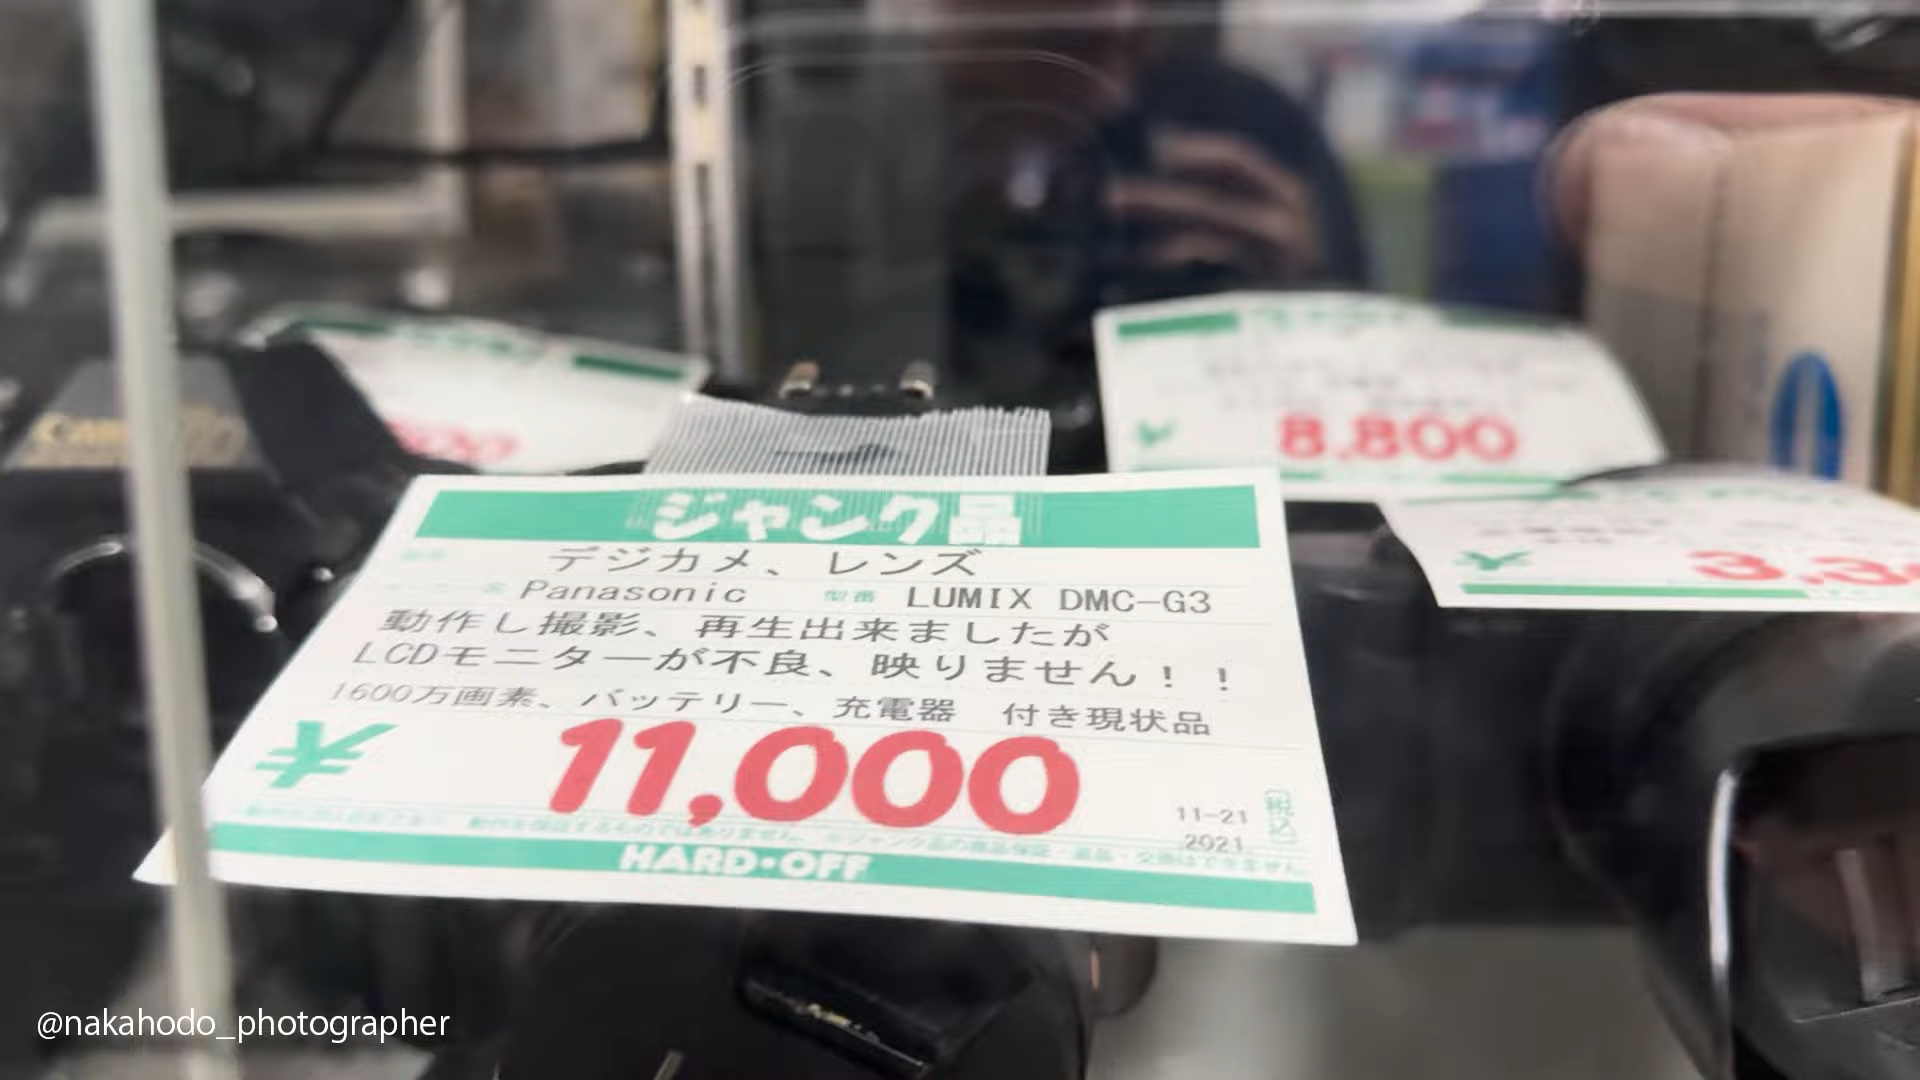 Canon
8,800
ジャンク品
デジカメ、レンズ
Panasonic 型番 LUMIX DMC-G3
動作し撮影、再生出来ましたが
LCDモニターが不良、映りません！！
1600万画素、バッテリー、充電器 付き現状品
¥ 11,000
11-21
2021
(税込)
HARD・OFF
@nakahodo_photographer